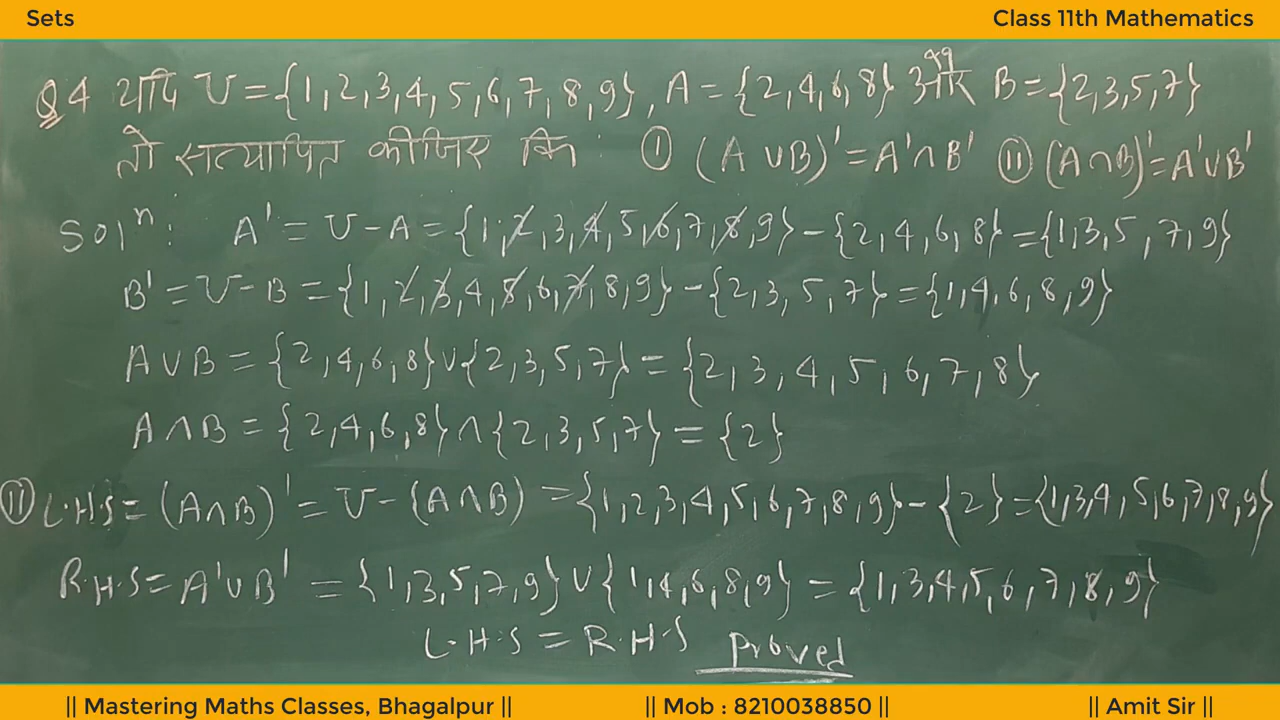 Sets
Class 11th Mathematics
Q4 यदि U = {1,2,3,4,5,6,7,8,9}, A = {2,4,6,8} और B = {2,3,5,7}
तो सत्यापित कीजिए कि : (i) (A ∪ B)' = A' ∩ B' (ii) (A ∩ B)' = A' ∪ B'
Solⁿ: A' = U - A = {1,2,3,4,5,6,7,8,9} - {2,4,6,8} = {1,3,5,7,9}
B' = U - B = {1,2,3,4,5,6,7,8,9} - {2,3,5,7} = {1,4,6,8,9}
A ∪ B = {2,4,6,8} ∪ {2,3,5,7} = {2,3,4,5,6,7,8}
A ∩ B = {2,4,6,8} ∩ {2,3,5,7} = {2}
(ii) L.H.S = (A ∩ B)' = U - (A ∩ B) = {1,2,3,4,5,6,7,8,9} - {2} = {1,3,4,5,6,7,8,9}
R.H.S = A' ∪ B' = {1,3,5,7,9} ∪ {1,4,6,8,9} = {1,3,4,5,6,7,8,9}
L.H.S = R.H.S Proved
|| Mastering Maths Classes, Bhagalpur || || Mob : 8210038850 || || Amit Sir ||